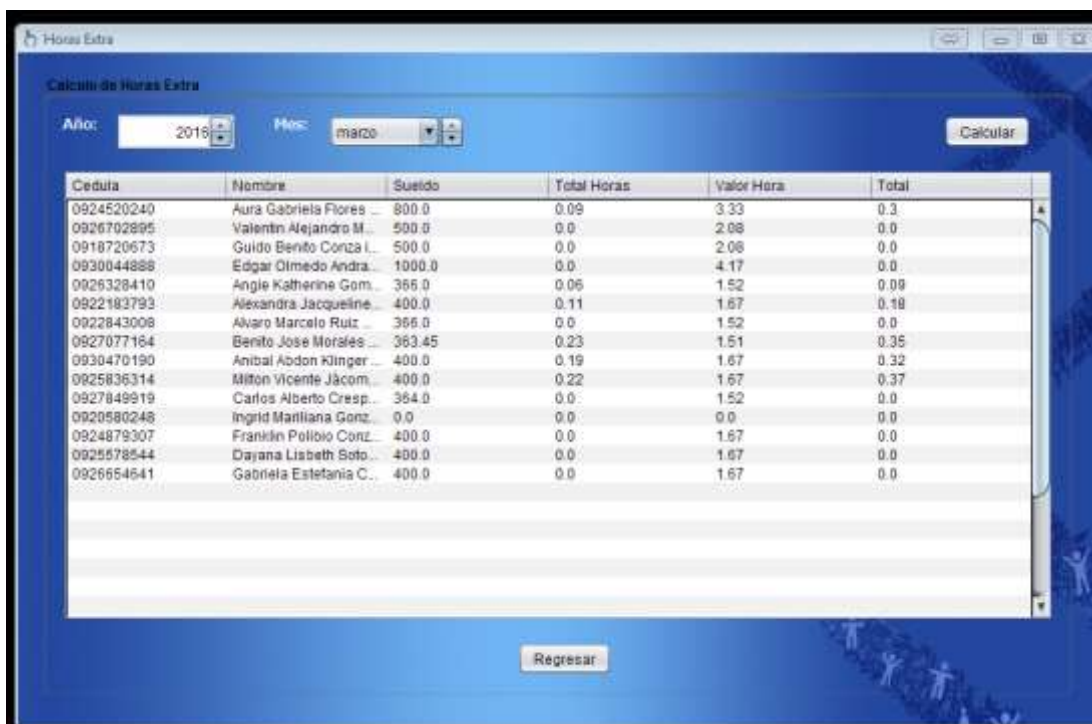 Horas Extra
Calculo de Horas Extra
Año: 2016 Mes: marzo Calcular
Cedula Nombre Sueldo Total Horas Valor Hora Total
0924520240 Aura Gabriela Flores ... 800.0 0.09 3.33 0.3
0926702895 Valentin Alejandro M... 500.0 0.0 2.08 0.0
0918720673 Guido Benito Conza I... 500.0 0.0 2.08 0.0
0930044888 Edgar Olmedo Andra... 1000.0 0.0 4.17 0.0
0926328410 Angie Katherine Gom... 366.0 0.06 1.52 0.09
0922183793 Alexandra Jacqueline... 400.0 0.11 1.67 0.18
0922843008 Alvaro Marcelo Ruiz ... 366.0 0.0 1.52 0.0
0927077164 Benito Jose Morales ... 363.45 0.23 1.51 0.35
0930470190 Anibal Abdon Klinger ... 400.0 0.19 1.67 0.32
0925836314 Milton Vicente Jàcom... 400.0 0.22 1.67 0.37
0927849919 Carlos Alberto Cresp... 364.0 0.0 1.52 0.0
0920580248 Ingrid Mariliana Gonz... 0.0 0.0 0.0 0.0
0924879307 Franklin Polibio Conz... 400.0 0.0 1.67 0.0
0925578544 Dayana Lisbeth Soto... 400.0 0.0 1.67 0.0
0926654641 Gabriela Estefania C... 400.0 0.0 1.67 0.0
Regresar